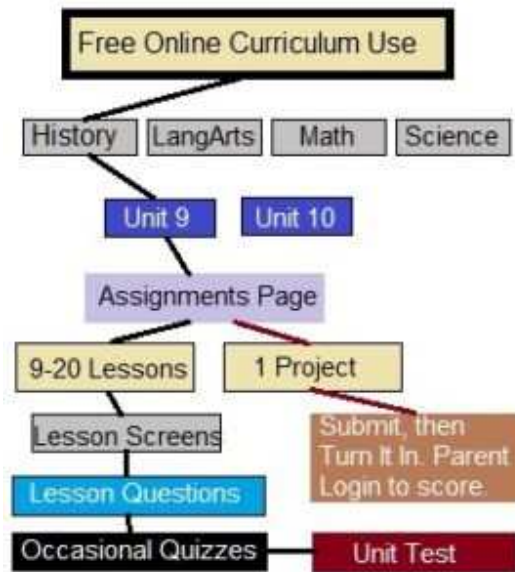 Free Online Curriculum Use
History
LangArts
Math
Science
Unit 9
Unit 10
Assignments Page
9-20 Lessons
1 Project
Lesson Screens
Submit, then
Turn It In. Parent
Login to score
Lesson Questions
Occasional Quizzes
Unit Test